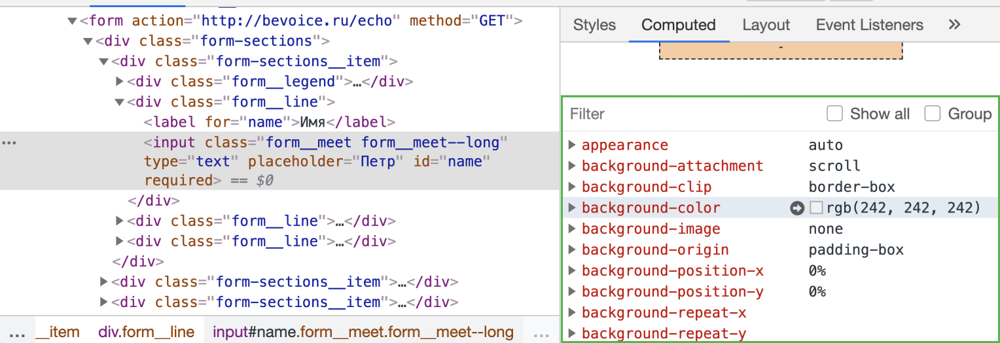 <form action="http://bevoice.ru/echo" method="GET">
<div class="form-sections">
<div class="form-sections__item">
<div class="form__legend">…</div>
<div class="form__line">
<label for="name">Имя</label>
<input class="form__meet form__meet--long"
type="text" placeholder="Петр" id="name"
required> == $0
</div>
<div class="form__line">…</div>
<div class="form__line">…</div>
</div>
<div class="form-sections__item">…</div>
<div class="form-sections__item">…</div>
… __item div.form__line input#name.form__meet.form__meet--long …
Styles Computed Layout Event Listeners »
-
Filter Show all Group
appearance auto
background-attachment scroll
background-clip border-box
background-color rgb(242, 242, 242)
background-image none
background-origin padding-box
background-position-x 0%
background-position-y 0%
background-repeat-x
background-repeat-y